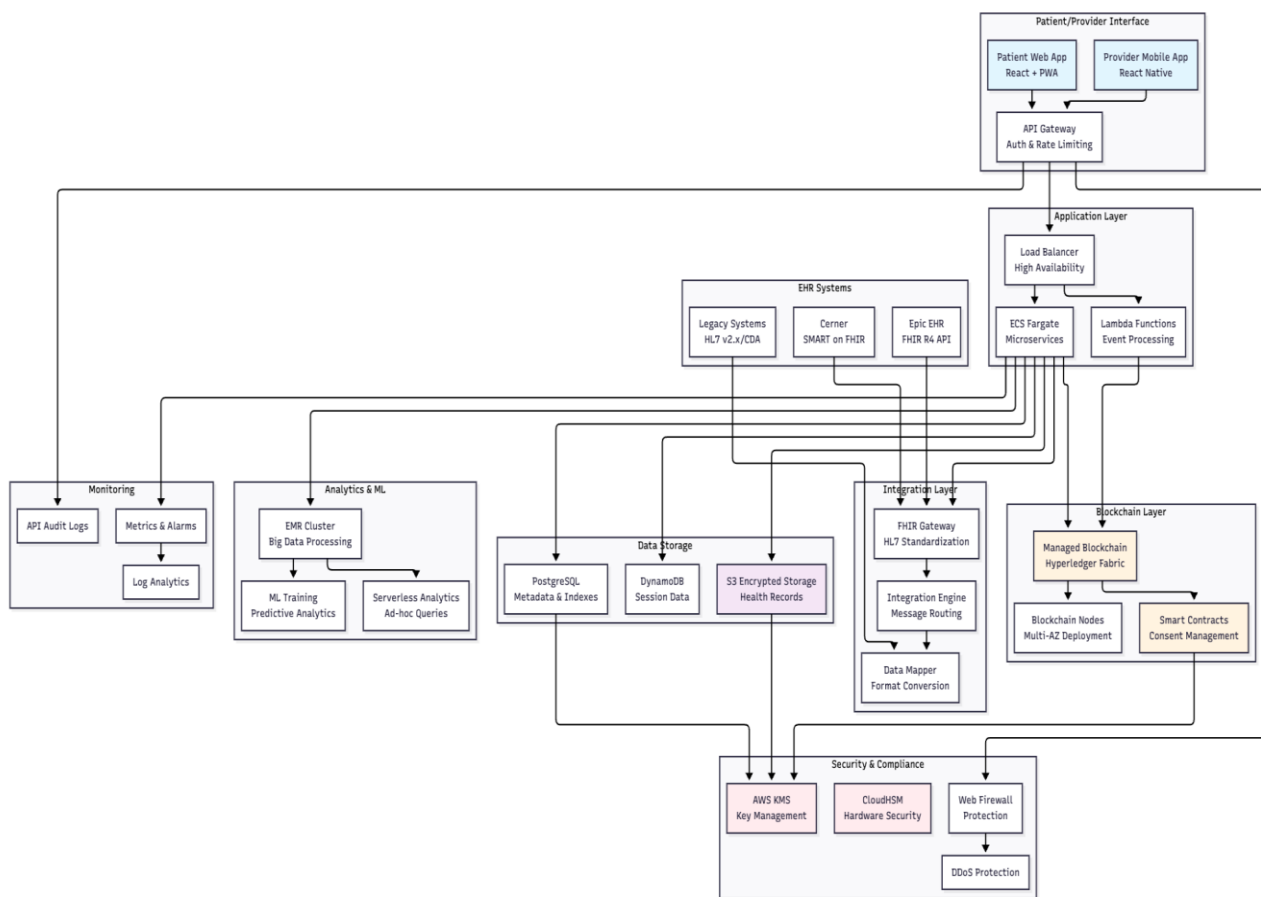 Patient/Provider Interface
Patient Web App
React + PWA
Provider Mobile App
React Native
API Gateway
Auth & Rate Limiting
Application Layer
Load Balancer
High Availability
ECS Fargate
Microservices
Lambda Functions
Event Processing
EHR Systems
Legacy Systems
HL7 v2.x/CDA
Cerner
SMART on FHIR
Epic EHR
FHIR R4 API
Monitoring
API Audit Logs
Metrics & Alarms
Log Analytics
Analytics & ML
EMR Cluster
Big Data Processing
ML Training
Predictive Analytics
Serverless Analytics
Ad-hoc Queries
Data Storage
PostgreSQL
Metadata & Indexes
DynamoDB
Session Data
S3 Encrypted Storage
Health Records
Integration Layer
FHIR Gateway
HL7 Standardization
Integration Engine
Message Routing
Data Mapper
Format Conversion
Blockchain Layer
Managed Blockchain
Hyperledger Fabric
Blockchain Nodes
Multi-AZ Deployment
Smart Contracts
Consent Management
Security & Compliance
AWS KMS
Key Management
CloudHSM
Hardware Security
Web Firewall
Protection
DDoS Protection